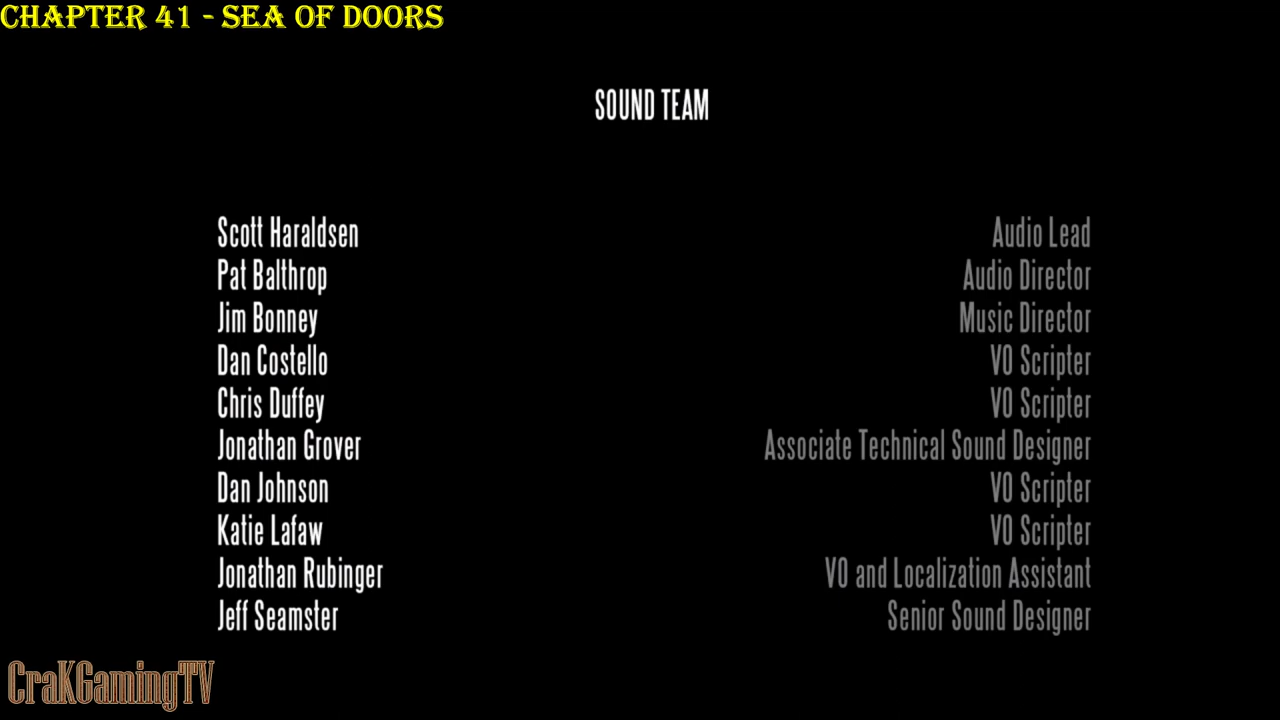 CHAPTER 41 - SEA OF DOORS
SOUND TEAM
Scott Haraldsen Audio Lead
Pat Balthrop Audio Director
Jim Bonney Music Director
Dan Costello VO Scripter
Chris Duffey VO Scripter
Jonathan Grover Associate Technical Sound Designer
Dan Johnson VO Scripter
Katie Lafaw VO Scripter
Jonathan Rubinger VO and Localization Assistant
Jeff Seamster Senior Sound Designer
CraKGamingTV